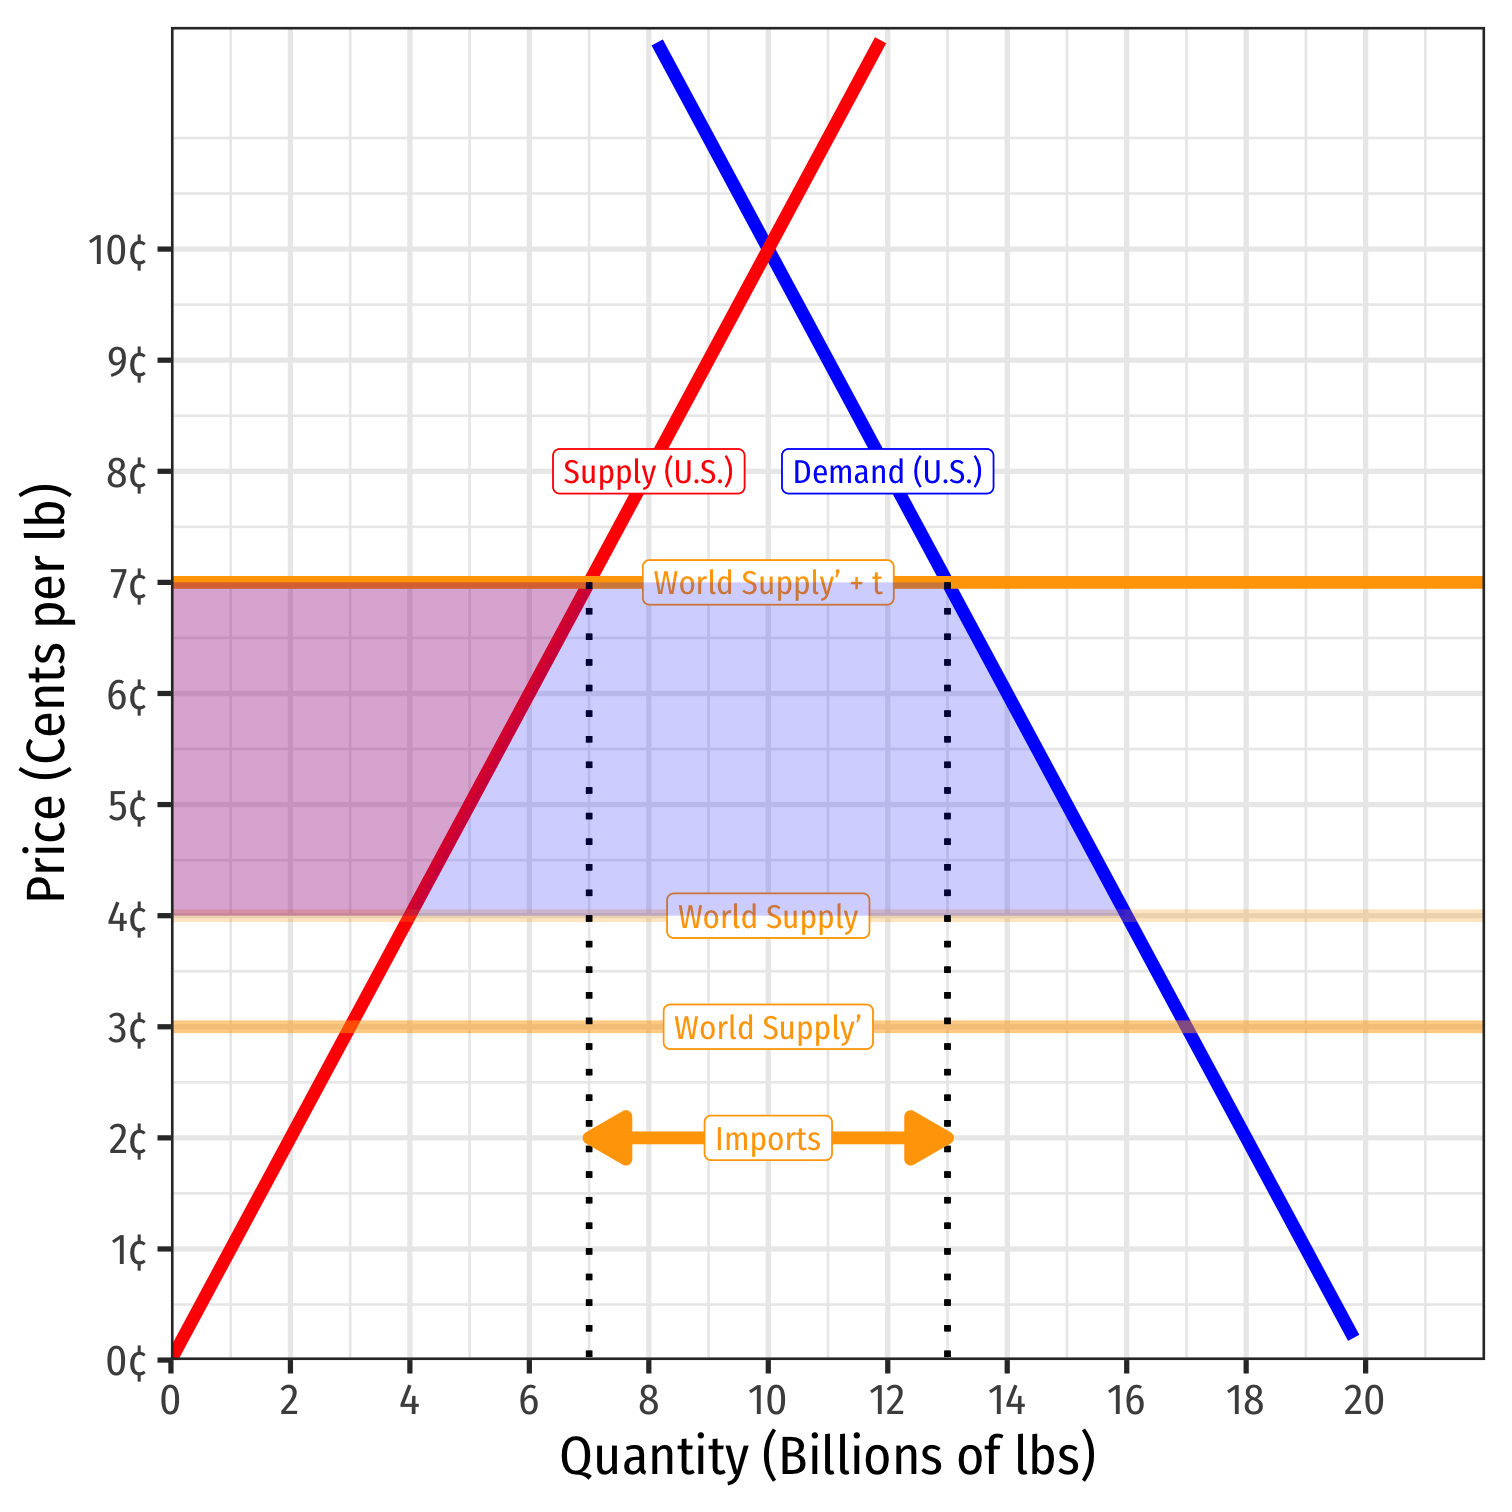 10¢
9¢
8¢
7¢
6¢
5¢
4¢
3¢
2¢
1¢
0¢
Price (Cents per lb)
Supply (U.S.)
Demand (U.S.)
World Supply’ + t
World Supply
World Supply’
Imports
0 2 4 6 8 10 12 14 16 18 20
Quantity (Billions of lbs)